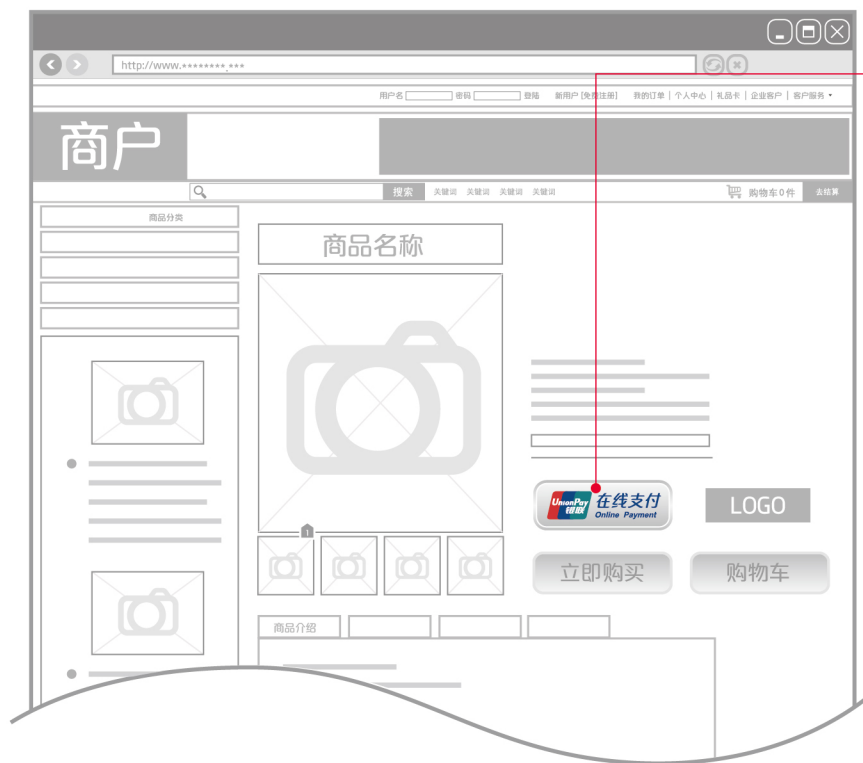 http://www.********.***
用户名 密码 登陆 新用户 [免费注册] 我的订单 | 个人中心 | 礼品卡 | 企业客户 | 客户服务
商户
搜索 关键词 关键词 关键词 关键词 购物车0件 去结算
商品分类
商品名称
UnionPay 银联 在线支付 Online Payment
LOGO
1
立即购买 购物车
商品介绍